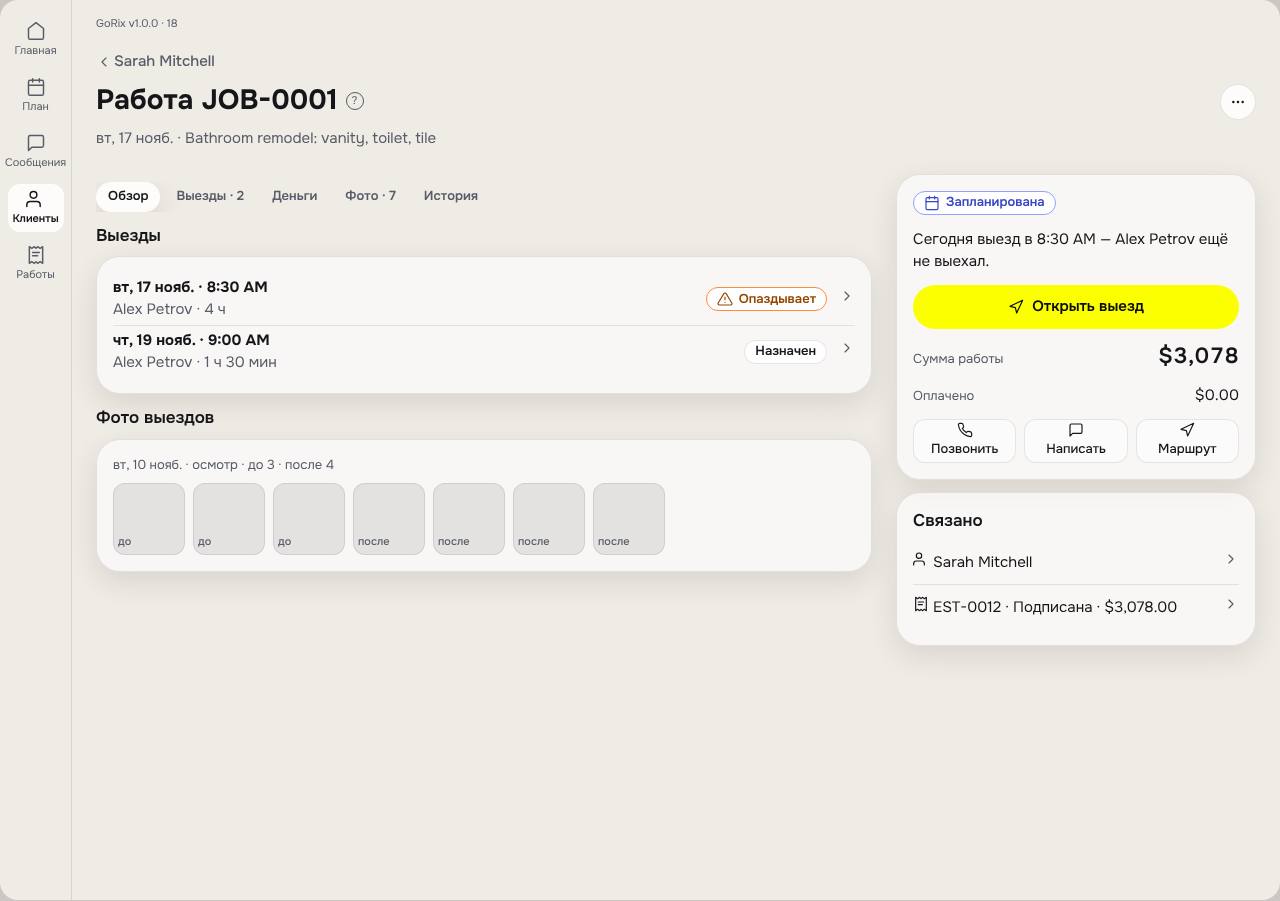 GoRix v1.0.0 · 18
Главная
План
Сообщения
Клиенты
Работы
Sarah Mitchell
Работа JOB-0001 ?
вт, 17 нояб. · Bathroom remodel: vanity, toilet, tile
Обзор
Выезды · 2
Деньги
Фото · 7
История
Выезды
вт, 17 нояб. · 8:30 AM
Alex Petrov · 4 ч
Опаздывает
чт, 19 нояб. · 9:00 AM
Alex Petrov · 1 ч 30 мин
Назначен
Фото выездов
вт, 10 нояб. · осмотр · до 3 · после 4
до
до
до
после
после
после
после
Запланирована
Сегодня выезд в 8:30 AM — Alex Petrov ещё
не выехал.
Открыть выезд
Сумма работы
$3,078
Оплачено
$0.00
Позвонить
Написать
Маршрут
Связано
Sarah Mitchell
EST-0012 · Подписана · $3,078.00